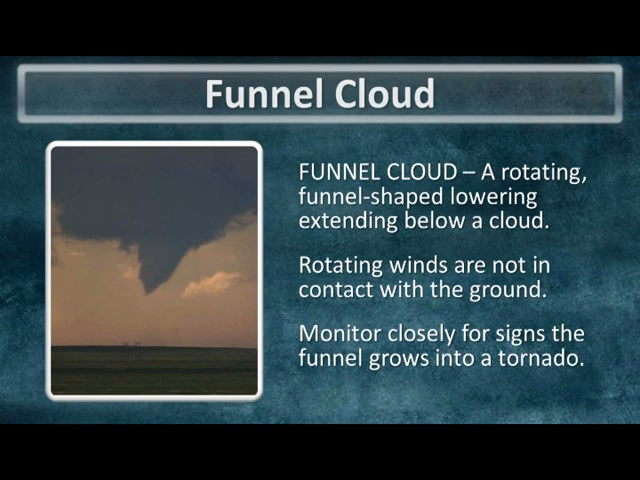 Funnel Cloud
FUNNEL CLOUD – A rotating,
funnel-shaped lowering
extending below a cloud.
Rotating winds are not in
contact with the ground.
Monitor closely for signs the
funnel grows into a tornado.